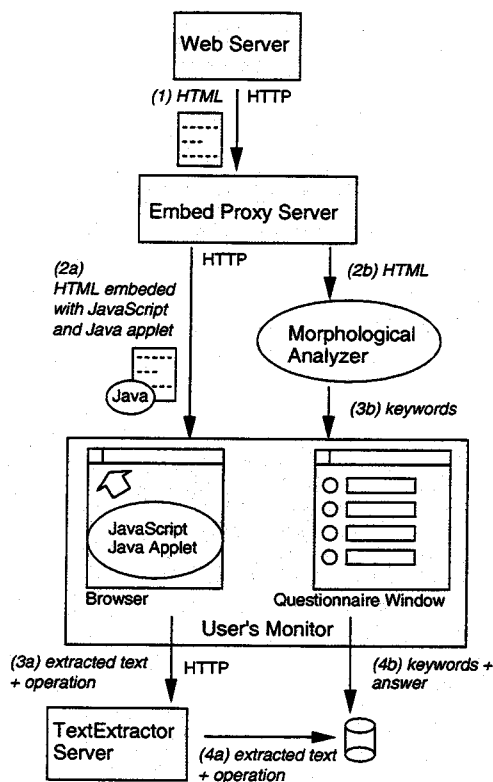 Web Server
(1) HTML
HTTP
Embed Proxy Server
(2a)
HTML embeded
with JavaScript
and Java applet
HTTP
(2b) HTML
Java
Morphological
Analyzer
(3b) keywords
JavaScript
Java Applet
Browser
Questionnaire Window
User's Monitor
(3a) extracted text
+ operation
HTTP
(4b) keywords +
answer
TextExtractor
Server
(4a) extracted text
+ operation